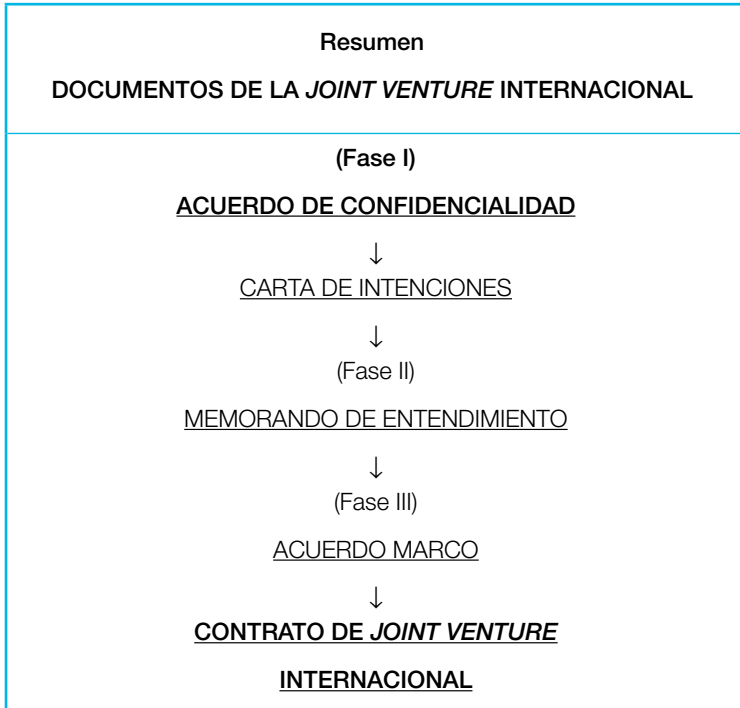 Resumen
DOCUMENTOS DE LA JOINT VENTURE INTERNACIONAL
(Fase I)
ACUERDO DE CONFIDENCIALIDAD
↓
CARTA DE INTENCIONES
↓
(Fase II)
MEMORANDO DE ENTENDIMIENTO
↓
(Fase III)
ACUERDO MARCO
↓
CONTRATO DE JOINT VENTURE
INTERNACIONAL